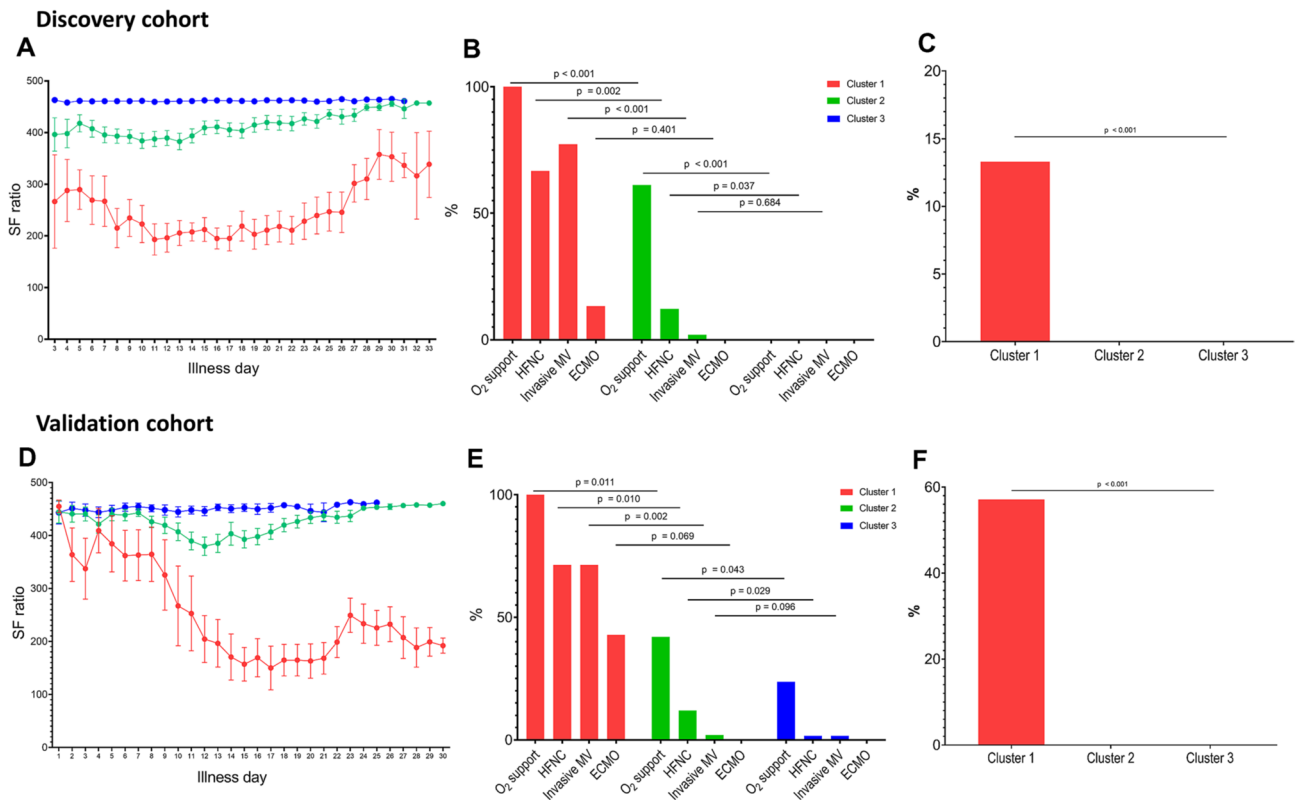 Discovery cohort
A
SF ratio
500
400
300
200
100
0
3 4 5 6 7 8 9 10 11 12 13 14 15 16 17 18 19 20 21 22 23 24 25 26 27 28 29 30 31 32 33
Illness day
B
%
100
50
0
p < 0.001
p = 0.002
p < 0.001
p = 0.401
p < 0.001
p = 0.037
p = 0.684
Cluster 1
Cluster 2
Cluster 3
O₂ support
HFNC
Invasive MV
ECMO
O₂ support
HFNC
Invasive MV
ECMO
O₂ support
HFNC
Invasive MV
ECMO
C
%
20
15
10
5
0
p < 0.001
Cluster 1 Cluster 2 Cluster 3
Validation cohort
D
SF ratio
500
400
300
200
100
0
1 2 3 4 5 6 7 8 9 10 11 12 13 14 15 16 17 18 19 20 21 22 23 24 25 26 27 28 29 30
Illness day
E
%
100
50
0
p = 0.011
p = 0.010
p = 0.002
p = 0.069
p = 0.043
p = 0.029
p = 0.096
Cluster 1
Cluster 2
Cluster 3
O₂ support
HFNC
Invasive MV
ECMO
O₂ support
HFNC
Invasive MV
ECMO
O₂ support
HFNC
Invasive MV
ECMO
F
%
60
40
20
0
p < 0.001
Cluster 1 Cluster 2 Cluster 3